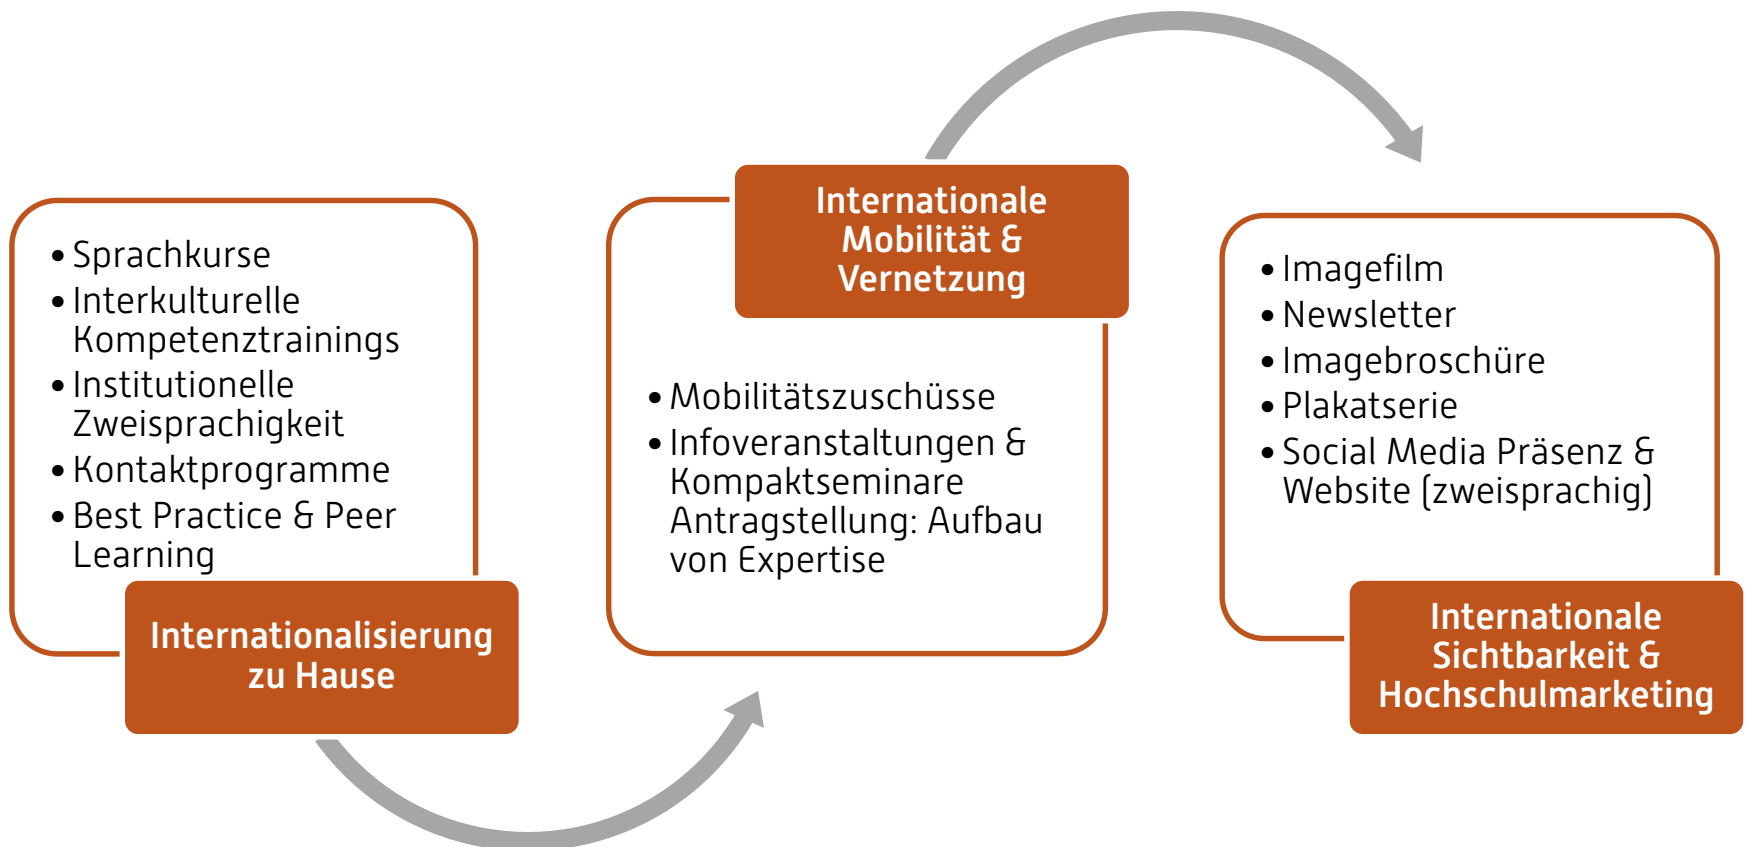 • Sprachkurse
• Interkulturelle
Kompetenztrainings
• Institutionelle
Zweisprachigkeit
• Kontaktprogramme
• Best Practice & Peer
Learning
Internationalisierung
zu Hause
Internationale
Mobilität &
Vernetzung
• Mobilitätszuschüsse
• Infoveranstaltungen &
Kompaktseminare
Antragstellung: Aufbau
von Expertise
• Imagefilm
• Newsletter
• Imagebroschüre
• Plakatserie
• Social Media Präsenz &
Website (zweisprachig)
Internationale
Sichtbarkeit &
Hochschulmarketing